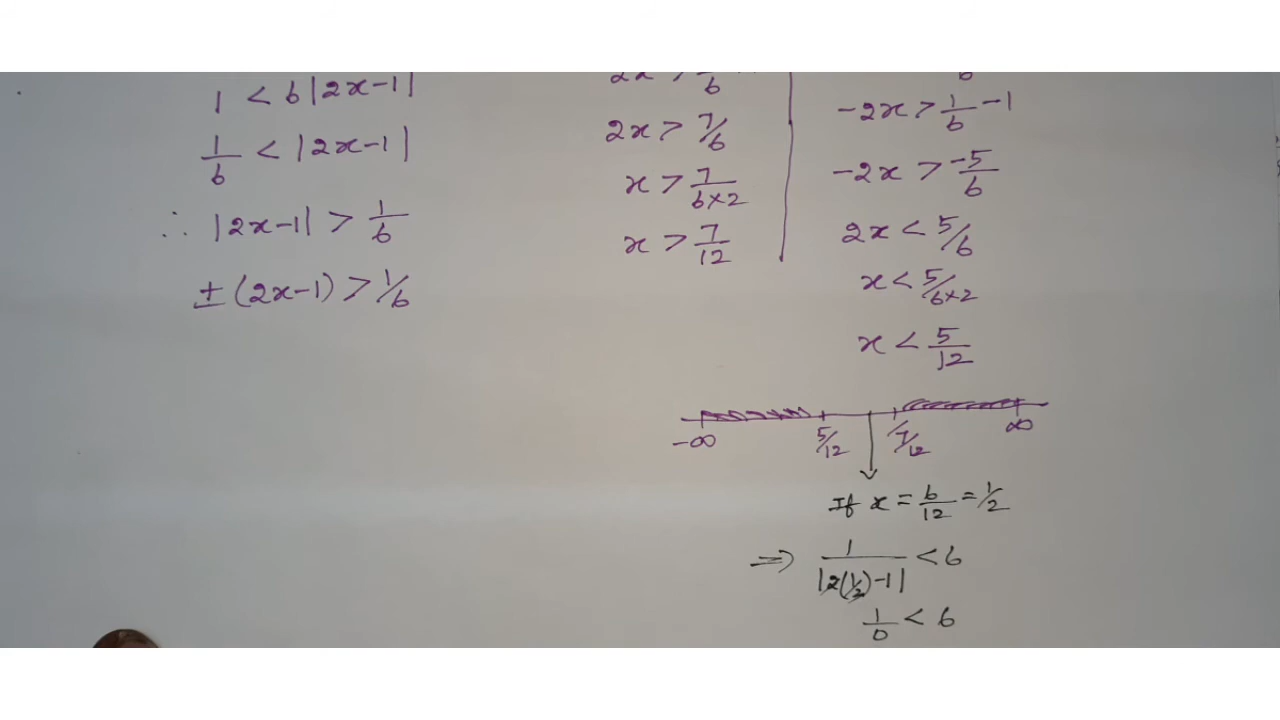 1 < 6|2x-1|
1/6 < |2x-1|
∴ |2x-1| > 1/6
± (2x-1) > 1/6
2x > 7/6
x > 7/(6×2)
x > 7/12
-2x > 1/6 - 1
-2x > -5/6
2x < 5/6
x < 5/(6×2)
x < 5/12
-∞ 5/12 7/12 ∞
If x = 6/12 = 1/2
⇒ 1/|2(1/2)-1| < 6
1/0 < 6